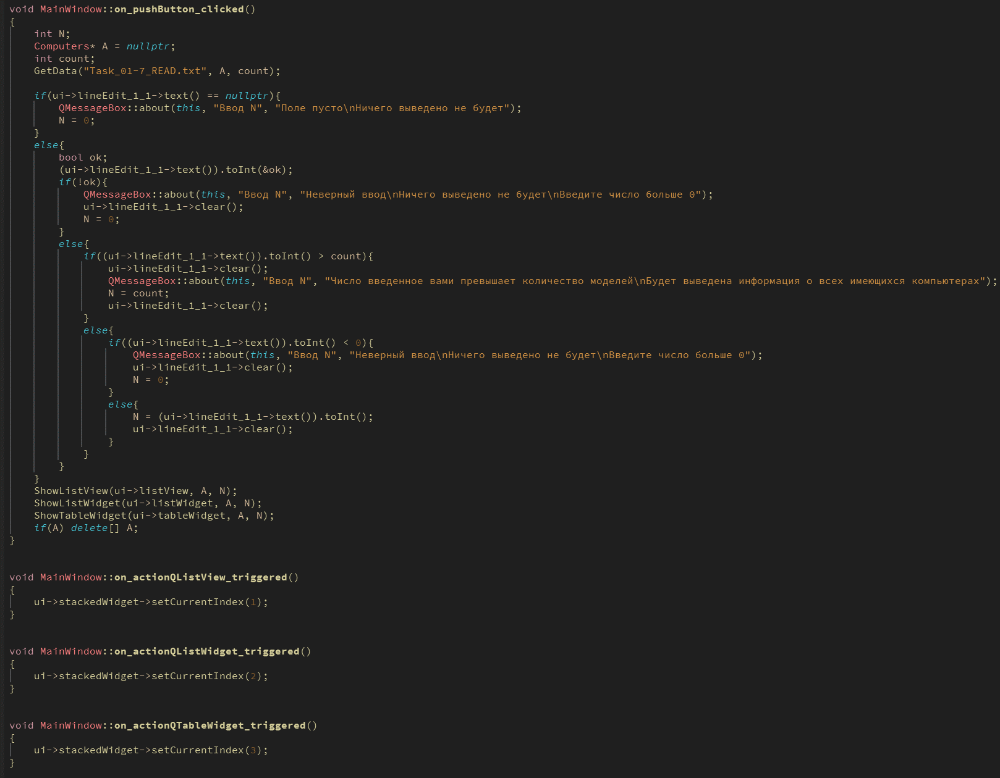 void MainWindow::on_pushButton_clicked()
{
    int N;
    Computers* A = nullptr;
    int count;
    GetData("Task_01-7_READ.txt", A, count);

    if(ui->lineEdit_1_1->text() == nullptr){
        QMessageBox::about(this, "Ввод N", "Поле пусто\nНичего выведено не будет");
        N = 0;
    }
    else{
        bool ok;
        (ui->lineEdit_1_1->text()).toInt(&ok);
        if(!ok){
            QMessageBox::about(this, "Ввод N", "Неверный ввод\nНичего выведено не будет\nВведите число больше 0");
            ui->lineEdit_1_1->clear();
            N = 0;
        }
        else{
            if((ui->lineEdit_1_1->text()).toInt() > count){
                ui->lineEdit_1_1->clear();
                QMessageBox::about(this, "Ввод N", "Число введенное вами превышает количество моделей\nБудет выведена информация о всех имеющихся компьютерах");
                N = count;
                ui->lineEdit_1_1->clear();
            }
            else{
                if((ui->lineEdit_1_1->text()).toInt() < 0){
                    QMessageBox::about(this, "Ввод N", "Неверный ввод\nНичего выведено не будет\nВведите число больше 0");
                    ui->lineEdit_1_1->clear();
                    N = 0;
                }
                else{
                    N = (ui->lineEdit_1_1->text()).toInt();
                    ui->lineEdit_1_1->clear();
                }
            }
        }
    }
    ShowListView(ui->listView, A, N);
    ShowListWidget(ui->listWidget, A, N);
    ShowTableWidget(ui->tableWidget, A, N);
    if(A) delete[] A;
}

void MainWindow::on_actionQListView_triggered()
{
    ui->stackedWidget->setCurrentIndex(1);
}

void MainWindow::on_actionQListWidget_triggered()
{
    ui->stackedWidget->setCurrentIndex(2);
}

void MainWindow::on_actionQTableWidget_triggered()
{
    ui->stackedWidget->setCurrentIndex(3);
}